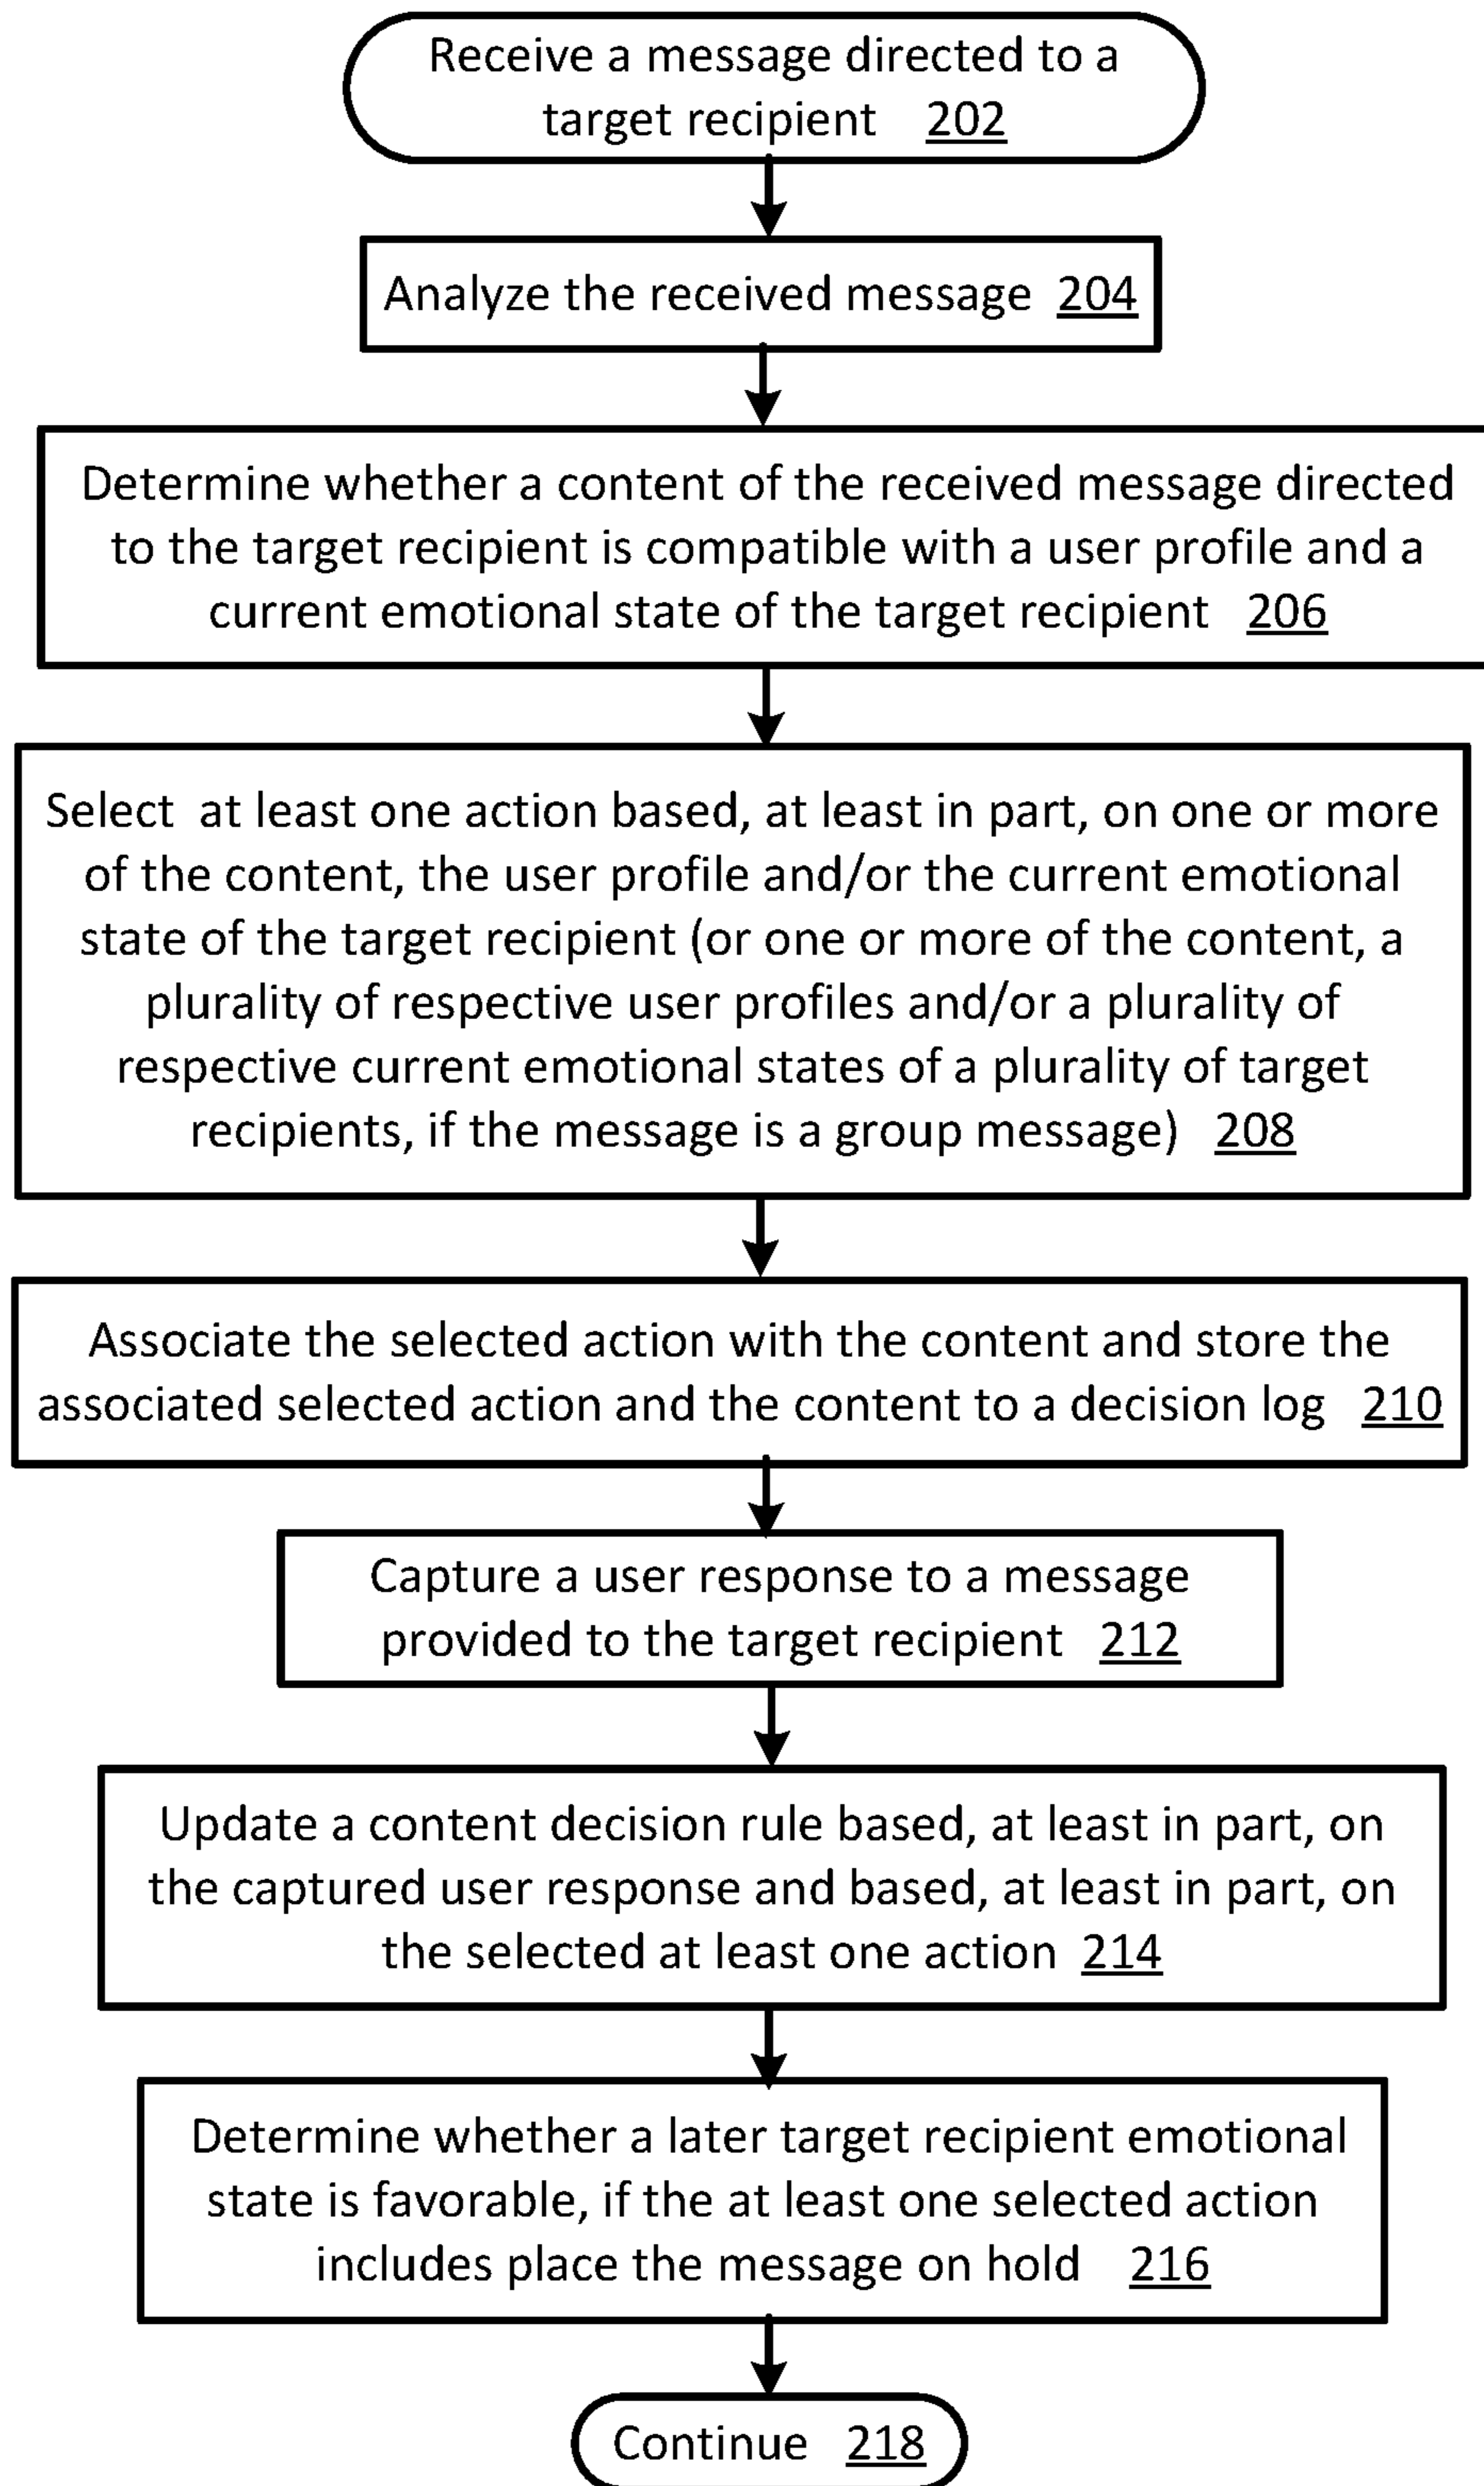 Receive a message directed to a
target recipient 202
Analyze the received message 204
Determine whether a content of the received message directed
to the target recipient is compatible with a user profile and a
current emotional state of the target recipient 206
Select at least one action based, at least in part, on one or more
of the content, the user profile and/or the current emotional
state of the target recipient (or one or more of the content, a
plurality of respective user profiles and/or a plurality of
respective current emotional states of a plurality of target
recipients, if the message is a group message) 208
Associate the selected action with the content and store the
associated selected action and the content to a decision log 210
Capture a user response to a message
provided to the target recipient 212
Update a content decision rule based, at least in part, on
the captured user response and based, at least in part, on
the selected at least one action 214
Determine whether a later target recipient emotional
state is favorable, if the at least one selected action
includes place the message on hold 216
Continue 218